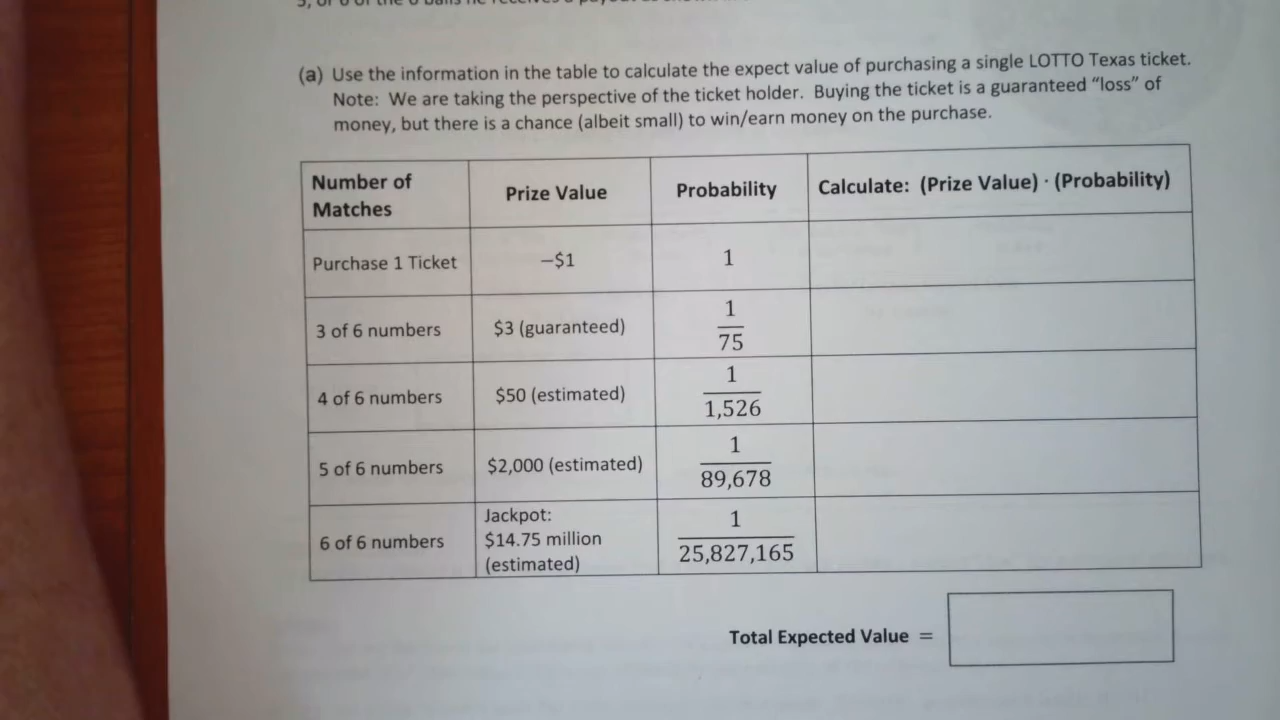 (a) Use the information in the table to calculate the expect value of purchasing a single LOTTO Texas ticket.
Note: We are taking the perspective of the ticket holder. Buying the ticket is a guaranteed “loss” of
money, but there is a chance (albeit small) to win/earn money on the purchase.
Number of Matches | Prize Value | Probability | Calculate: (Prize Value) · (Probability)
Purchase 1 Ticket | −$1 | 1
3 of 6 numbers | $3 (guaranteed) | 1/75
4 of 6 numbers | $50 (estimated) | 1/1,526
5 of 6 numbers | $2,000 (estimated) | 1/89,678
6 of 6 numbers | Jackpot: $14.75 million (estimated) | 1/25,827,165
Total Expected Value =